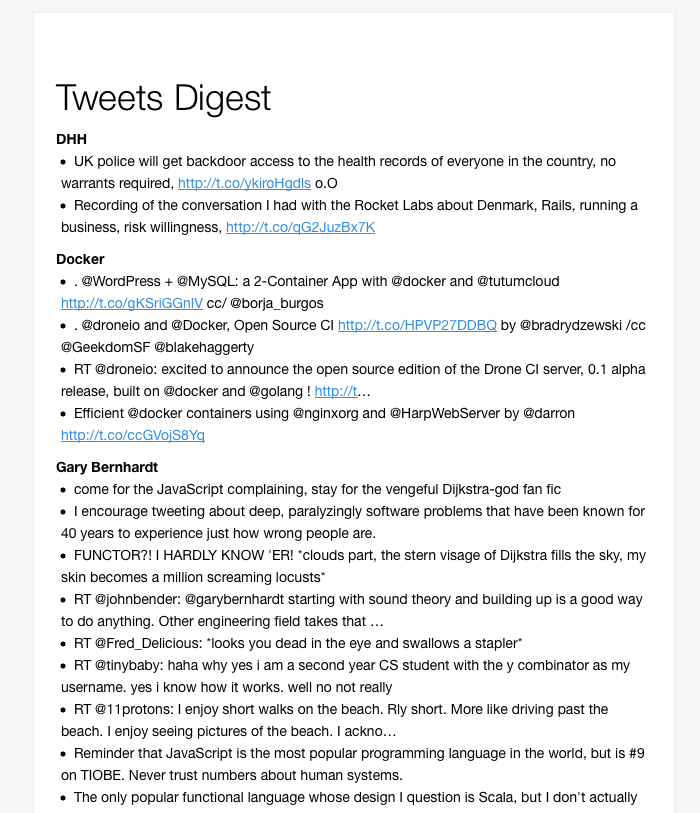 Tweets Digest
DHH
• UK police will get backdoor access to the health records of everyone in the country, no
warrants required, http://t.co/ykiroHgdls o.O
• Recording of the conversation I had with the Rocket Labs about Denmark, Rails, running a
business, risk willingness, http://t.co/qG2JuzBx7K
Docker
• . @WordPress + @MySQL: a 2-Container App with @docker and @tutumcloud
http://t.co/gKSriGGnIV cc/ @borja_burgos
• . @droneio and @Docker, Open Source CI http://t.co/HPVP27DDBQ by @bradrydzewski /cc
@GeekdomSF @blakehaggerty
• RT @droneio: excited to announce the open source edition of the Drone CI server, 0.1 alpha
release, built on @docker and @golang ! http://t…
• Efficient @docker containers using @nginxorg and @HarpWebServer by @darron
http://t.co/ccGVojS8Yq
Gary Bernhardt
• come for the JavaScript complaining, stay for the vengeful Dijkstra-god fan fic
• I encourage tweeting about deep, paralyzingly software problems that have been known for
40 years to experience just how wrong people are.
• FUNCTOR?! I HARDLY KNOW 'ER! *clouds part, the stern visage of Dijkstra fills the sky, my
skin becomes a million screaming locusts*
• RT @johnbender: @garybernhardt starting with sound theory and building up is a good way
to do anything. Other engineering field takes that …
• RT @Fred_Delicious: *looks you dead in the eye and swallows a stapler*
• RT @tinybaby: haha why yes i am a second year CS student with the y combinator as my
username. yes i know how it works. well no not really
• RT @11protons: I enjoy short walks on the beach. Rly short. More like driving past the
beach. I enjoy seeing pictures of the beach. I ackno…
• Reminder that JavaScript is the most popular programming language in the world, but is #9
on TIOBE. Never trust numbers about human systems.
• The only popular functional language whose design I question is Scala, but I don't actually